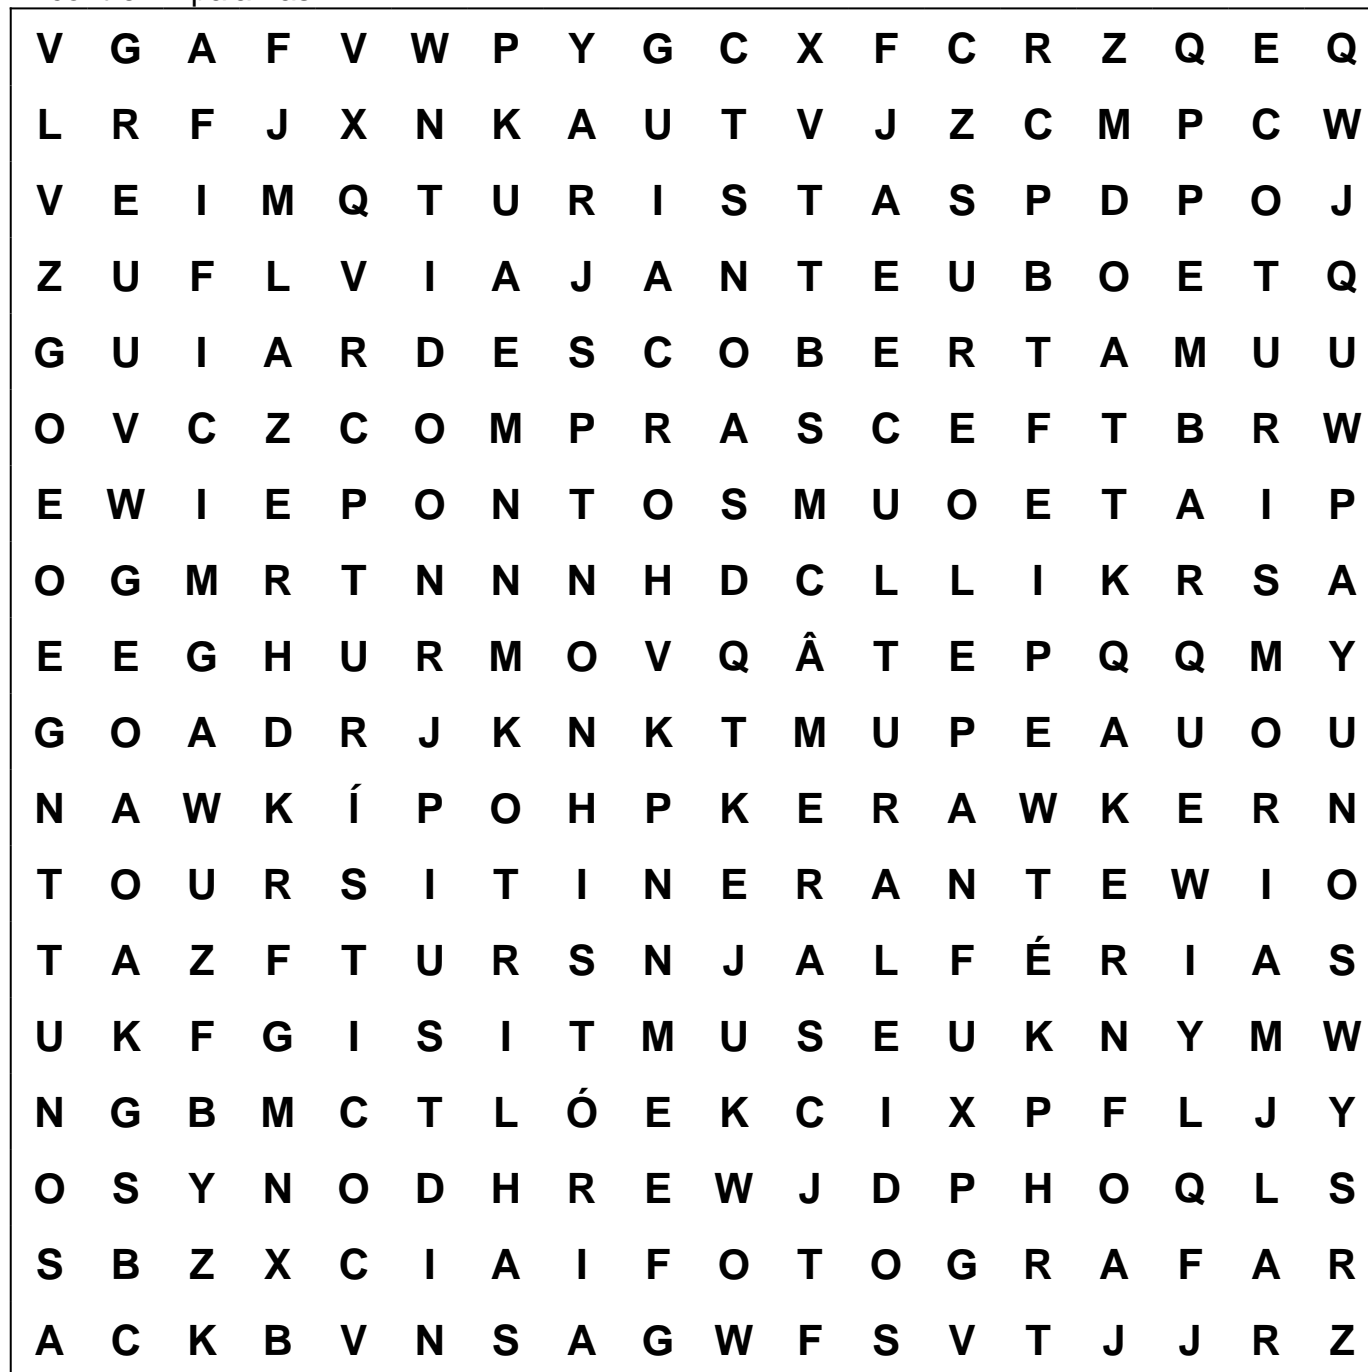 V G A F V W P Y G C X F C R Z Q E Q
L R F J X N K A U T V J Z C M P C W
V E I M Q T U R I S T A S P D P O J
Z U F L V I A J A N T E U B O E T Q
G U I A R D E S C O B E R T A M U U
O V C Z C O M P R A S C E F T B R W
E W I E P O N T O S M U O E T A I P
O G M R T N N N H D C L L I K R S A
E E G H U R M O V Q Â T E P Q Q M Y
G O A D R J K N K T M U P E A U O U
N A W K Í P O H P K E R A W K E R N
T O U R S I T I N E R A N T E W I O
T A Z F T U R S N J A L F É R I A S
U K F G I S I T M U S E U K N Y M W
N G B M C T L Ó E K C I X P F L J Y
O S Y N O D H R E W J D P H O Q L S
S B Z X C I A I F O T O G R A F A R
A C K B V N S A G W F S V T J J R Z